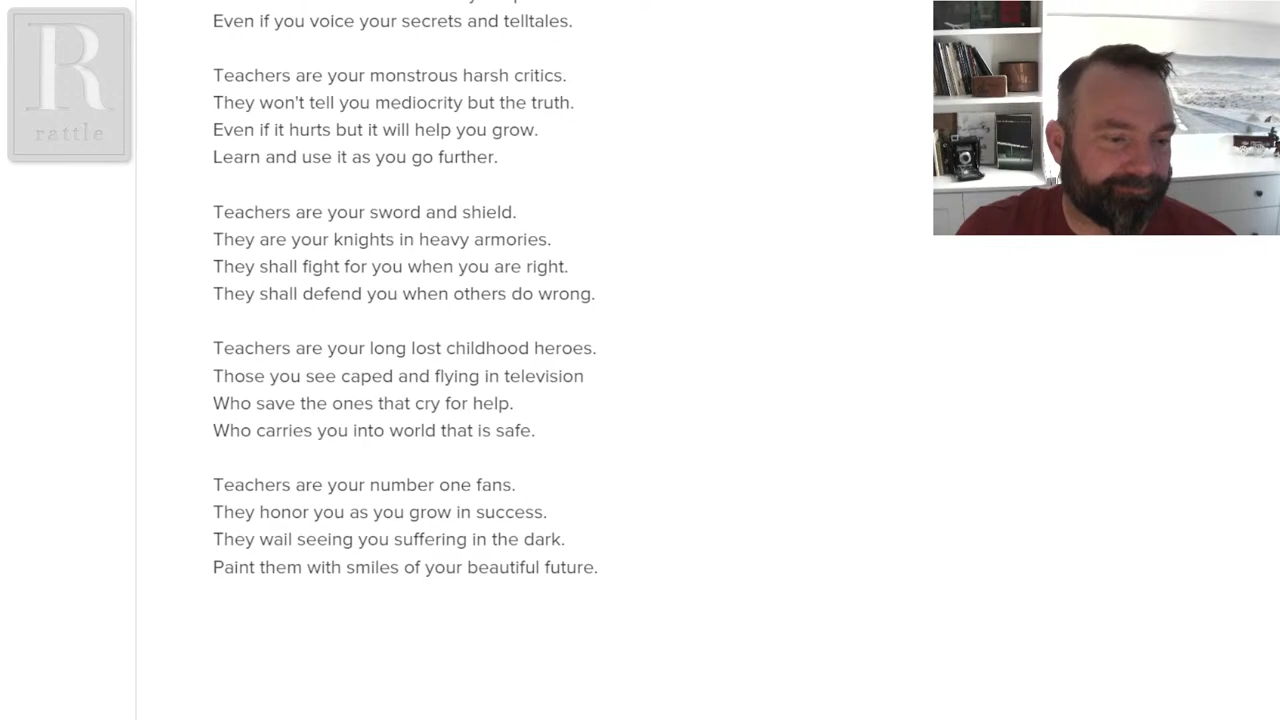 R
rattle
Even if you voice your secrets and telltales.
Teachers are your monstrous harsh critics.
They won't tell you mediocrity but the truth.
Even if it hurts but it will help you grow.
Learn and use it as you go further.
Teachers are your sword and shield.
They are your knights in heavy armories.
They shall fight for you when you are right.
They shall defend you when others do wrong.
Teachers are your long lost childhood heroes.
Those you see caped and flying in television
Who save the ones that cry for help.
Who carries you into world that is safe.
Teachers are your number one fans.
They honor you as you grow in success.
They wail seeing you suffering in the dark.
Paint them with smiles of your beautiful future.